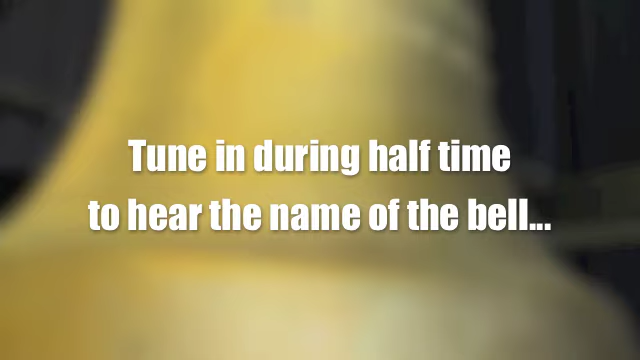 Tune in during half time
to hear the name of the bell...